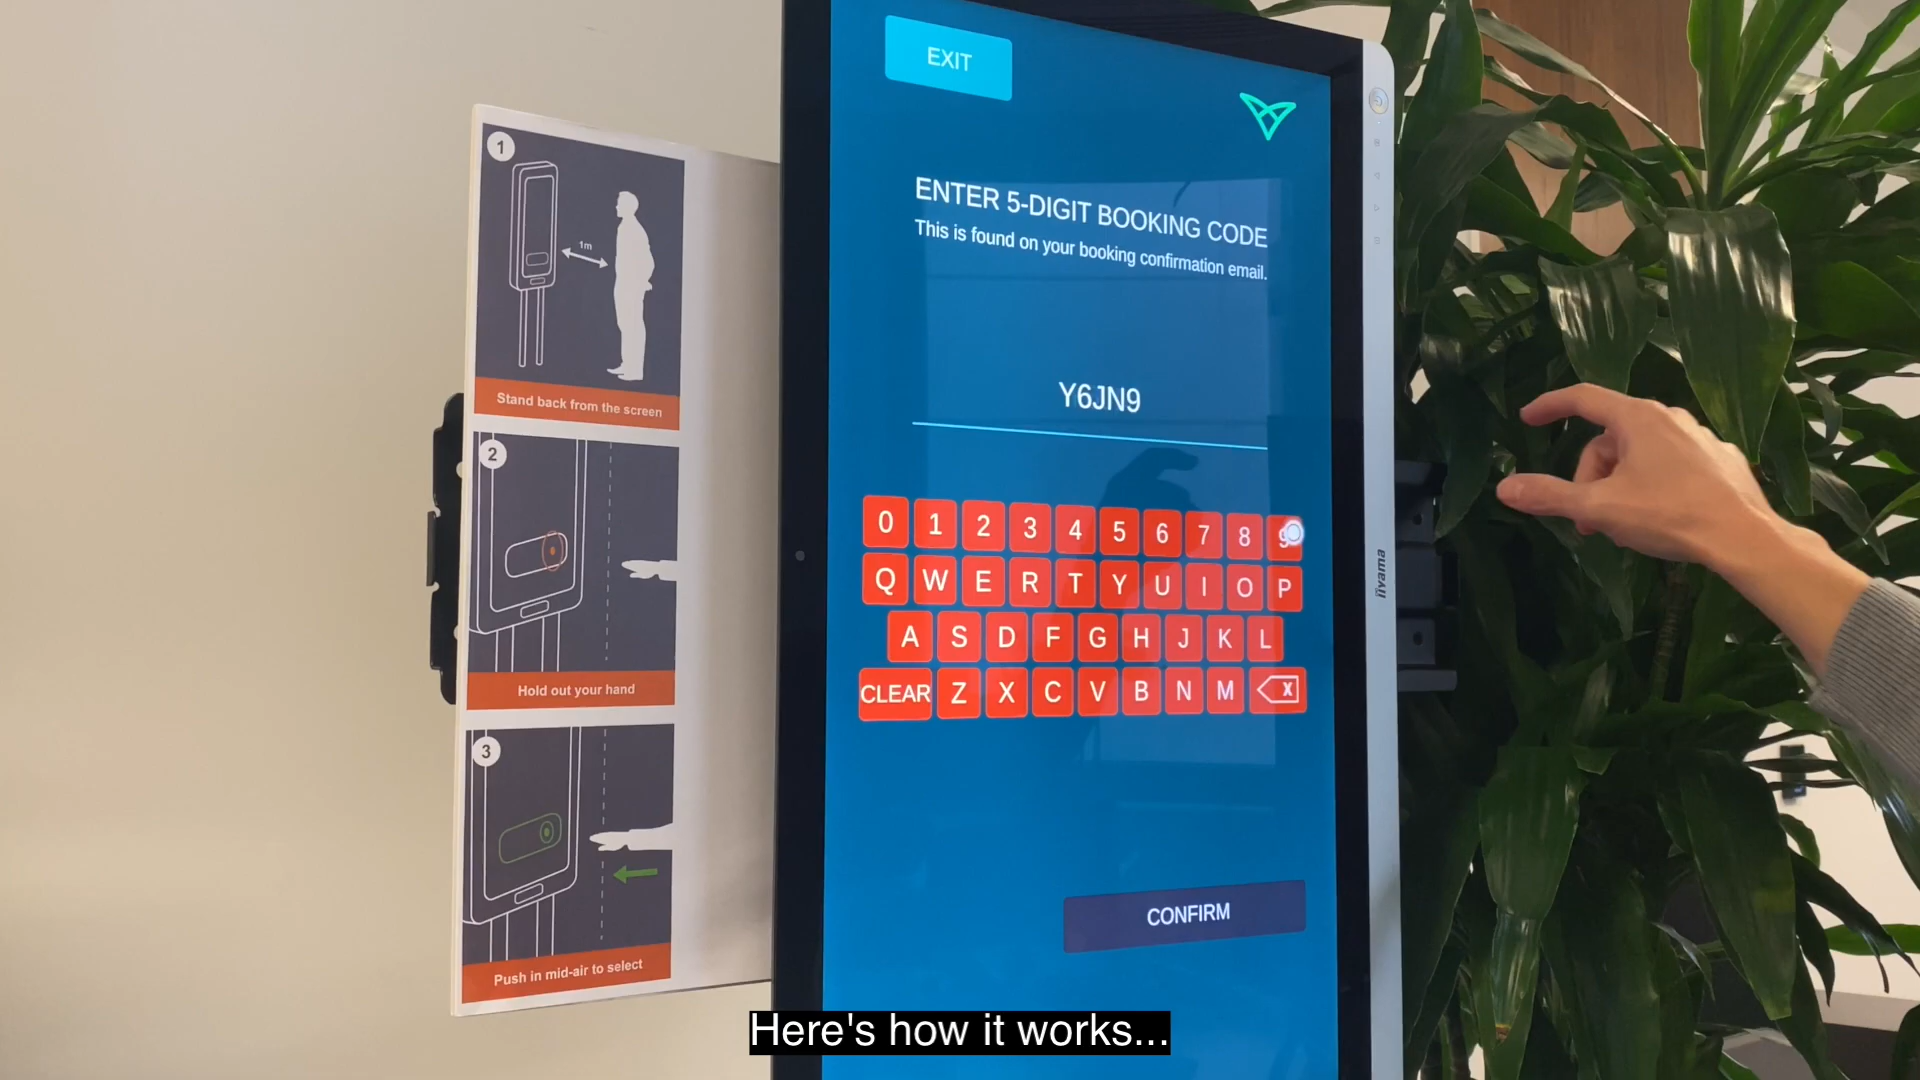 1
1m
Stand back from the screen
2
Hold out your hand
3
Push in mid-air to select
EXIT
ENTER 5-DIGIT BOOKING CODE
This is found on your booking confirmation email.
Y6JN9
0 1 2 3 4 5 6 7 8 9
Q W E R T Y U I O P
A S D F G H J K L
CLEAR Z X C V B N M X
CONFIRM
iiyama
Here's how it works...